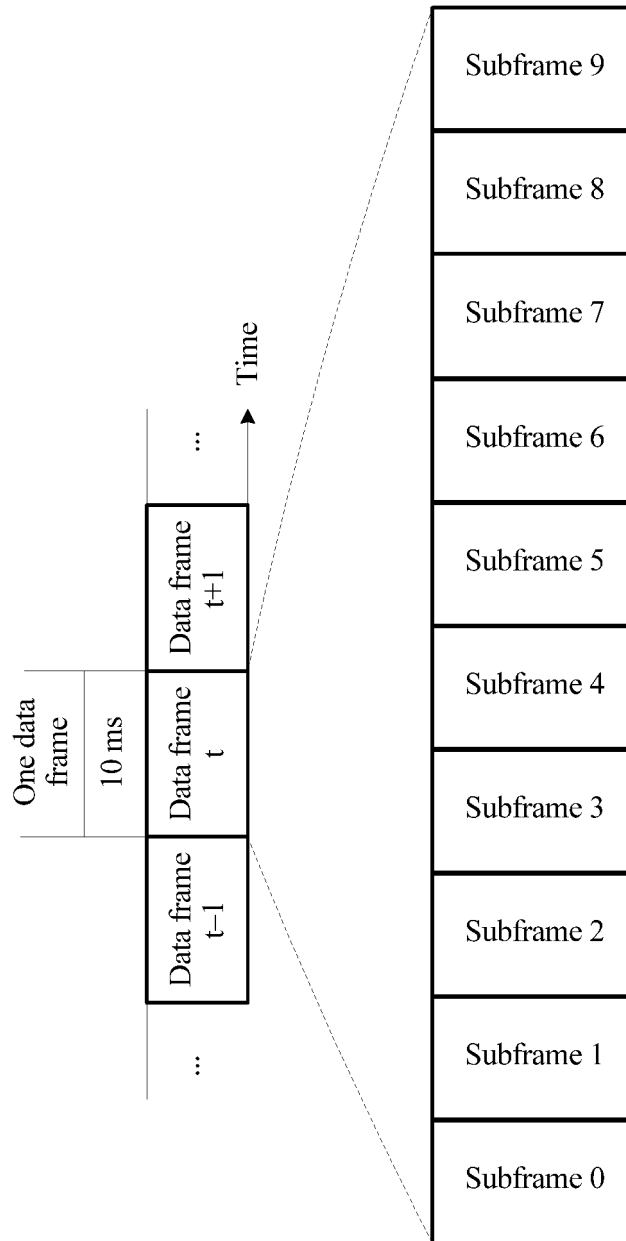 One data
frame
10 ms
...
Data frame
t–1
Data frame
t
Data frame
t+1
...
Time
Subframe 9
Subframe 8
Subframe 7
Subframe 6
Subframe 5
Subframe 4
Subframe 3
Subframe 2
Subframe 1
Subframe 0